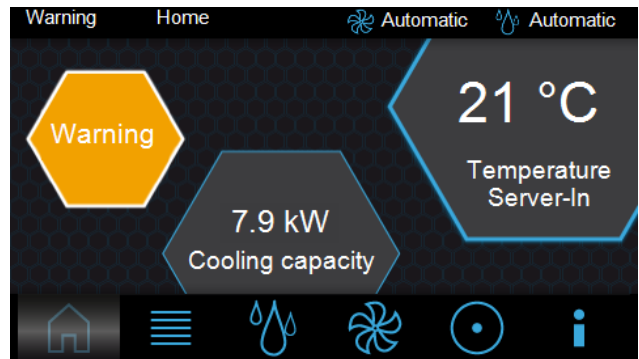 Warning Home Automatic Automatic
Warning
21 °C
Temperature
Server-In
7.9 kW
Cooling capacity